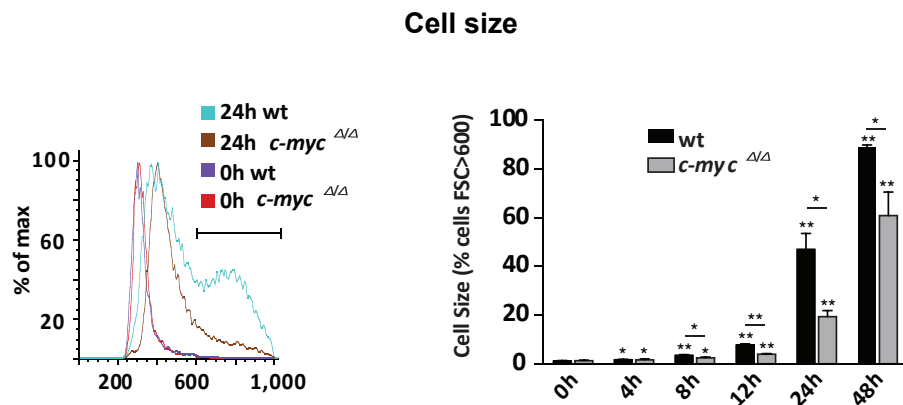 Cell size
24h wt
24h c-myc Δ/Δ
0h wt
0h c-myc Δ/Δ
% of max
100
60
20
200 600 1,000
Cell Size (% cells FSC>600)
100
80
60
40
20
0
wt
c-myc Δ/Δ
*
**
**
*
**
**
**
*
**
*
*
*
**
*
**
**
0h 4h 8h 12h 24h 48h